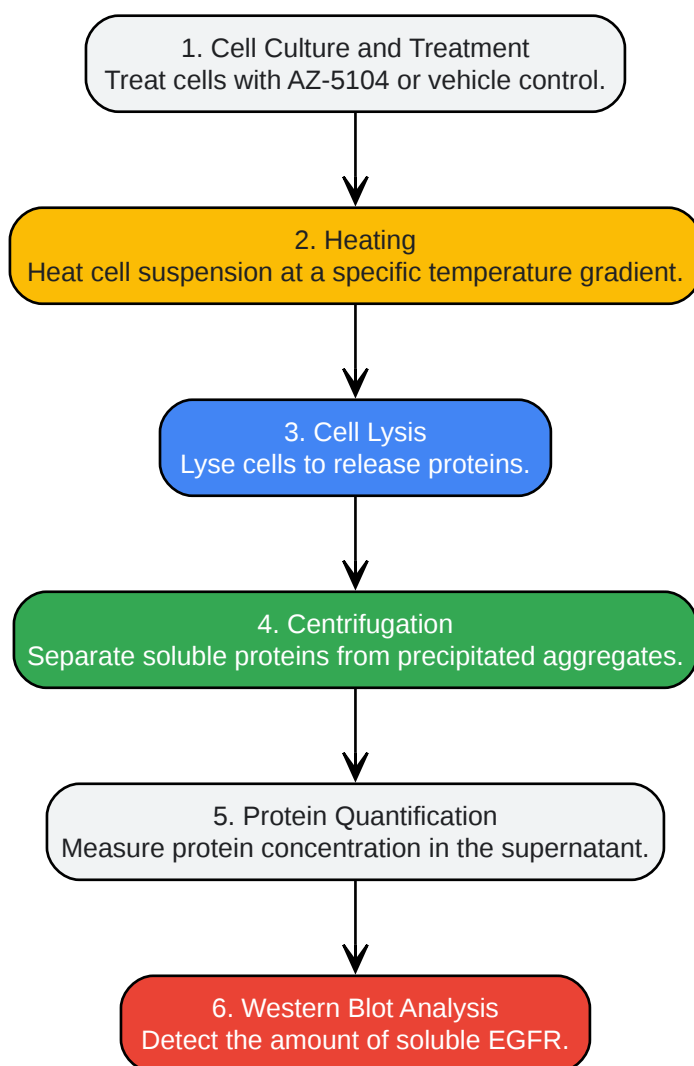 1. Cell Culture and Treatment
Treat cells with AZ-5104 or vehicle control.
2. Heating
Heat cell suspension at a specific temperature gradient.
3. Cell Lysis
Lyse cells to release proteins.
4. Centrifugation
Separate soluble proteins from precipitated aggregates.
5. Protein Quantification
Measure protein concentration in the supernatant.
6. Western Blot Analysis
Detect the amount of soluble EGFR.